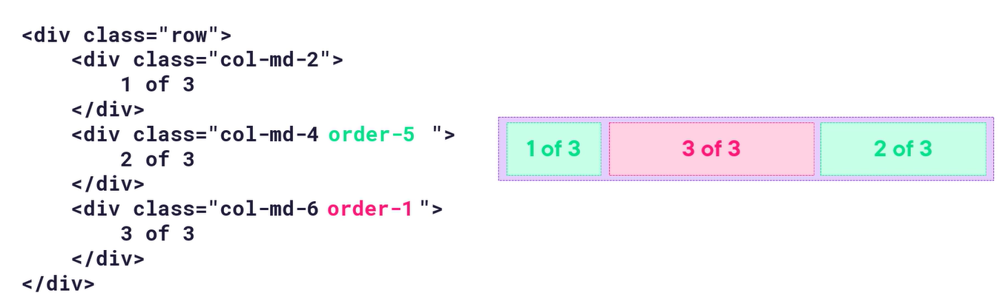 <div class="row">
    <div class="col-md-2">
        1 of 3
    </div>
    <div class="col-md-4 order-5 ">
        2 of 3
    </div>
    <div class="col-md-6 order-1 ">
        3 of 3
    </div>
</div>
1 of 3
3 of 3
2 of 3